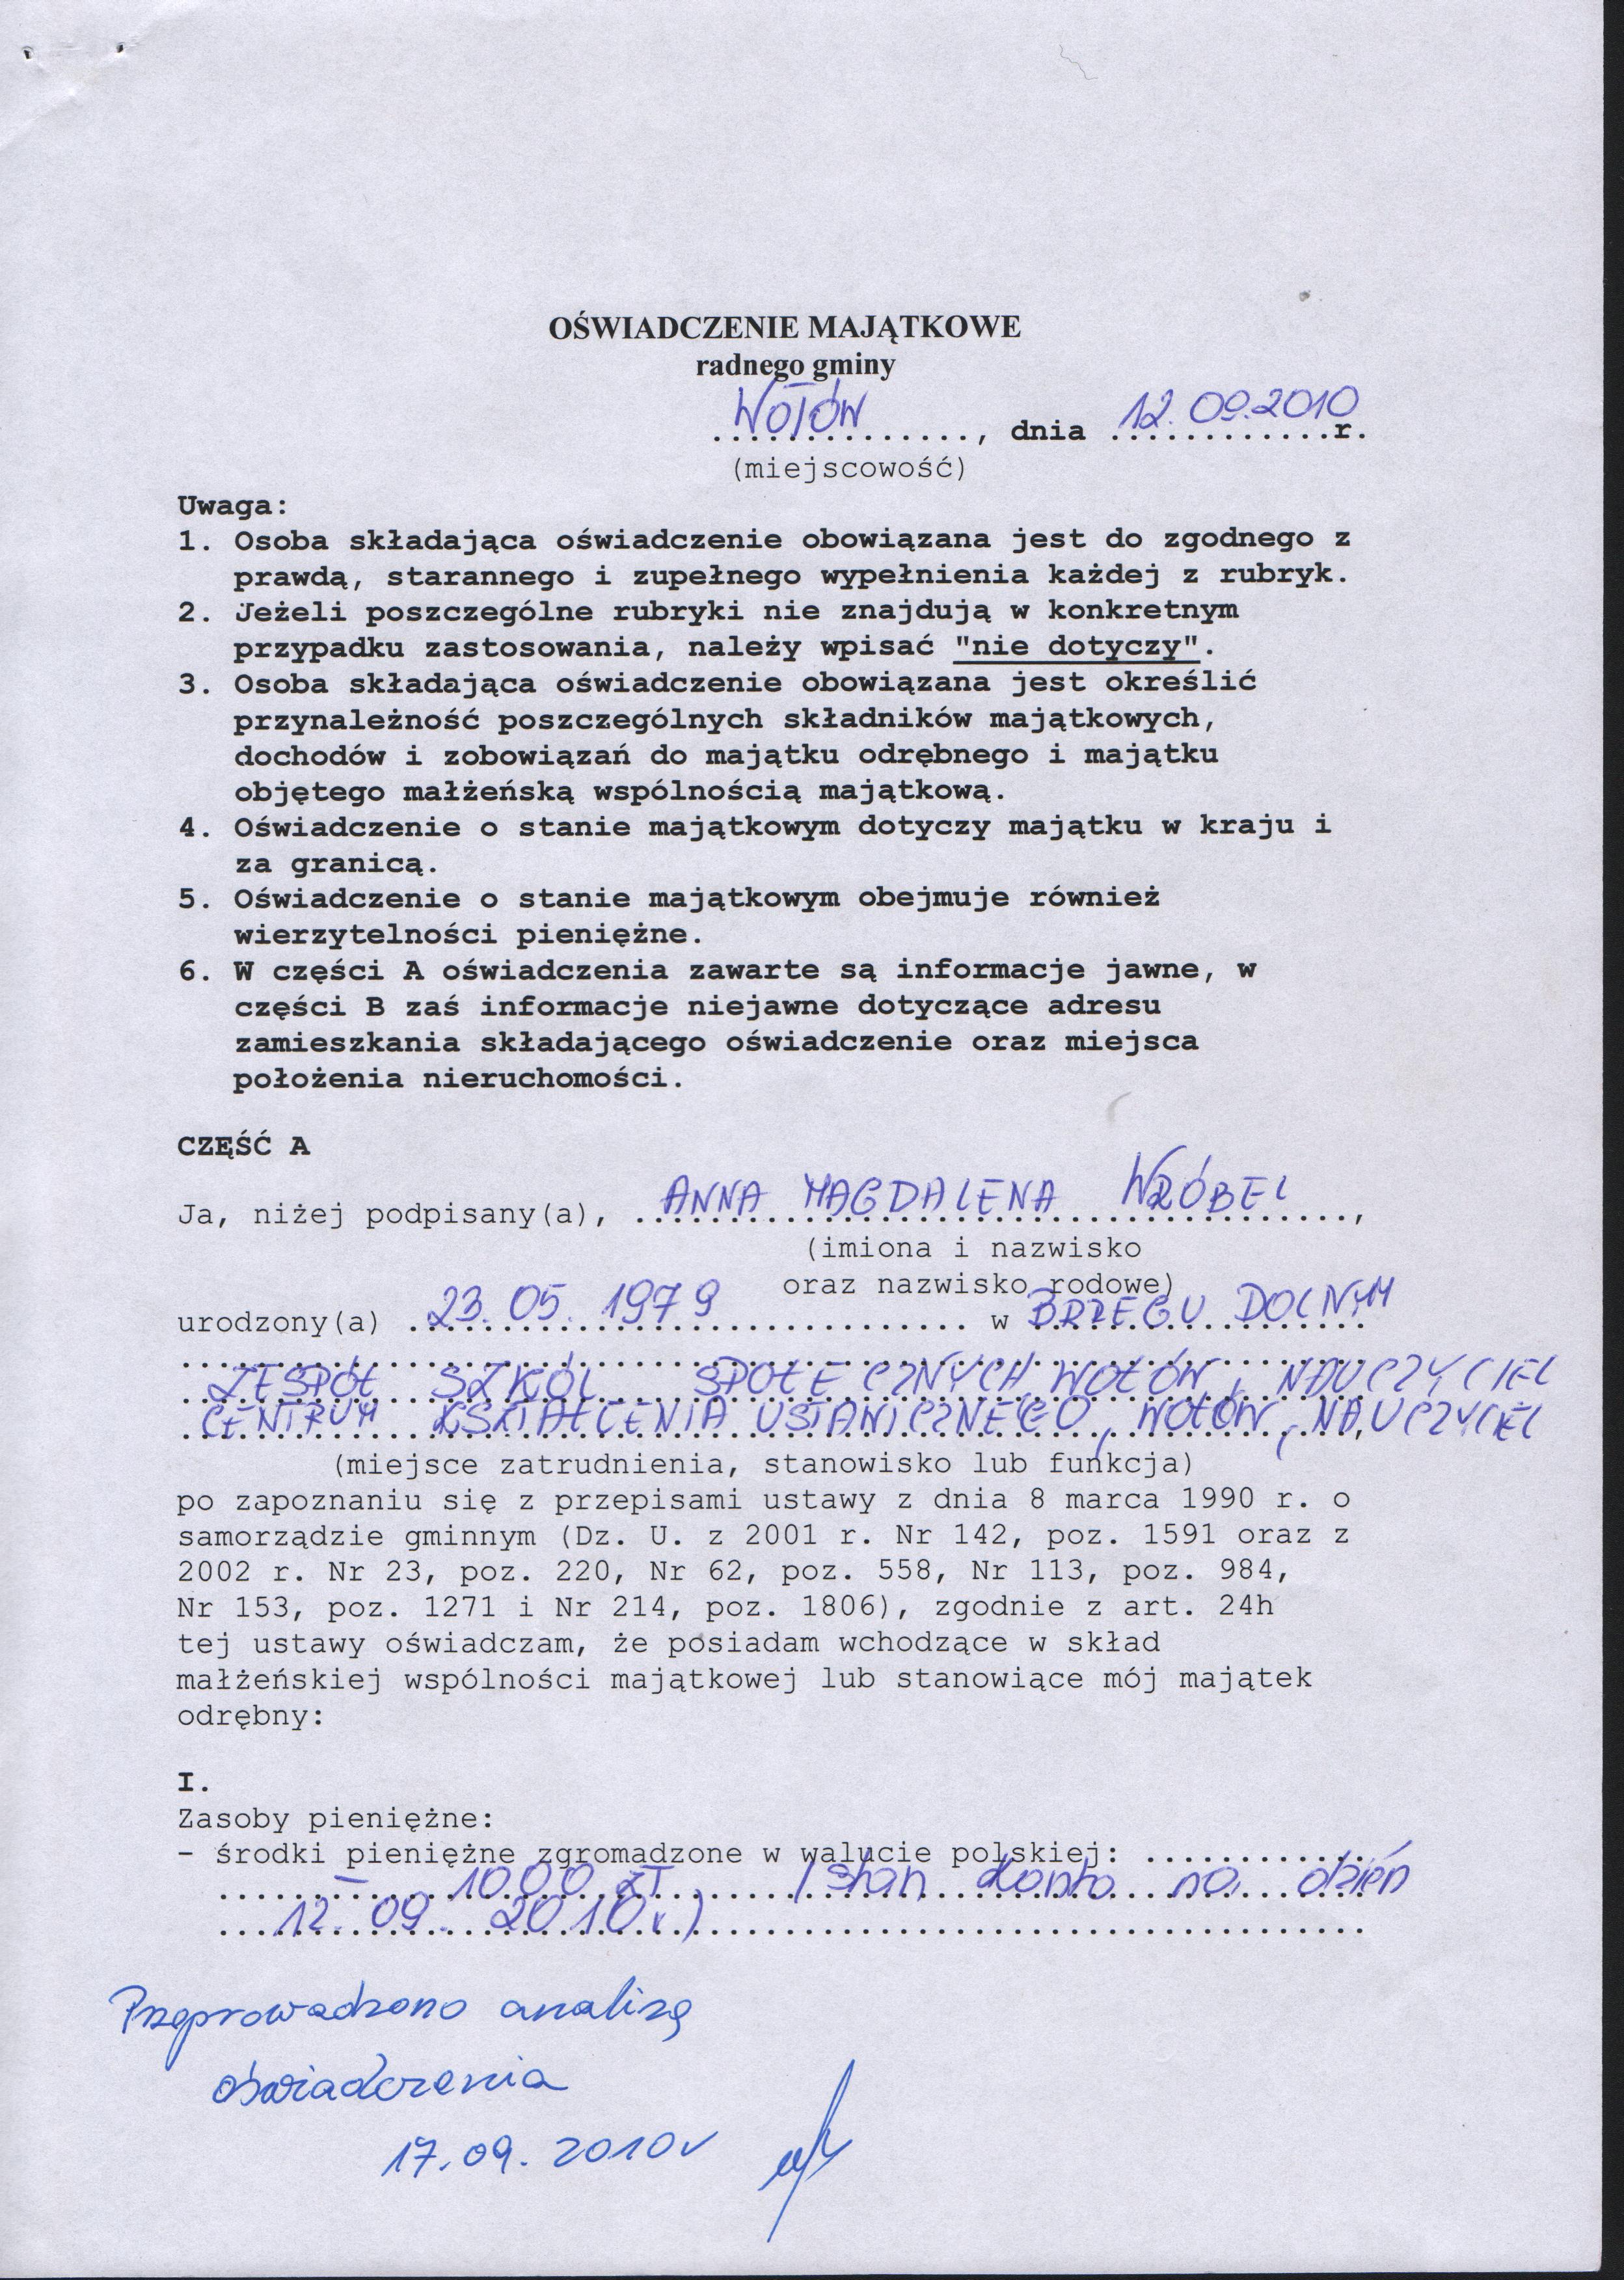 OŚWIADCZENIE MAJĄTKOWE
radnego gminy
WOŁÓW, dnia 12.09.2010 r.
(miejscowość)
Uwaga:
1. Osoba składająca oświadczenie obowiązana jest do zgodnego z
prawdą, starannego i zupełnego wypełnienia każdej z rubryk.
2. Jeżeli poszczególne rubryki nie znajdują w konkretnym
przypadku zastosowania, należy wpisać "nie dotyczy".
3. Osoba składająca oświadczenie obowiązana jest określić
przynależność poszczególnych składników majątkowych,
dochodów i zobowiązań do majątku odrębnego i majątku
objętego małżeńską wspólnością majątkową.
4. Oświadczenie o stanie majątkowym dotyczy majątku w kraju i
za granicą.
5. Oświadczenie o stanie majątkowym obejmuje również
wierzytelności pieniężne.
6. W części A oświadczenia zawarte są informacje jawne, w
części B zaś informacje niejawne dotyczące adresu
zamieszkania składającego oświadczenie oraz miejsca
położenia nieruchomości.
CZĘŚĆ A
Ja, niżej podpisany(a), ANNA MAGDALENA WRÓBEL,
(imiona i nazwisko
oraz nazwisko rodowe)
urodzony(a) 23.05.1979 w BRZEGU DOLNYM
ZESPÓŁ SZKÓŁ SPOŁECZNYCH, WOŁÓW, NAUCZYCIEL
CENTRUM KSZTAŁCENIA USTAWICZNEGO, WOŁÓW, NAUCZYCIEL
(miejsce zatrudnienia, stanowisko lub funkcja)
po zapoznaniu się z przepisami ustawy z dnia 8 marca 1990 r. o
samorządzie gminnym (Dz. U. z 2001 r. Nr 142, poz. 1591 oraz z
2002 r. Nr 23, poz. 220, Nr 62, poz. 558, Nr 113, poz. 984,
Nr 153, poz. 1271 i Nr 214, poz. 1806), zgodnie z art. 24h
tej ustawy oświadczam, że posiadam wchodzące w skład
małżeńskiej wspólności majątkowej lub stanowiące mój majątek
odrębny:
I.
Zasoby pieniężne:
- środki pieniężne zgromadzone w walucie polskiej:
- 1000 zł (stan konta na dzień
12.09.2010r.)
Przeprowadzono analizę
oświadczenia
17.09.2010r